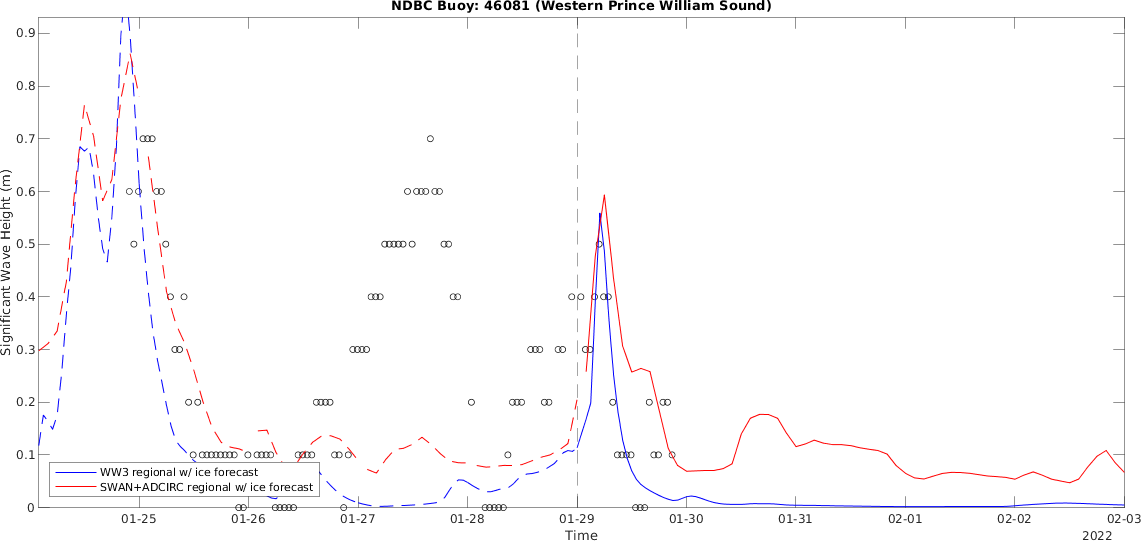 NDBC Buoy: 46081 (Western Prince William Sound)
Significant Wave Height (m)
0.9
0.8
0.7
0.6
0.5
0.4
0.3
0.2
0.1
0
WW3 regional w/ ice forecast
SWAN+ADCIRC regional w/ ice forecast
01-25 01-26 01-27 01-28 01-29 01-30 01-31 02-01 02-02 02-03
Time
2022